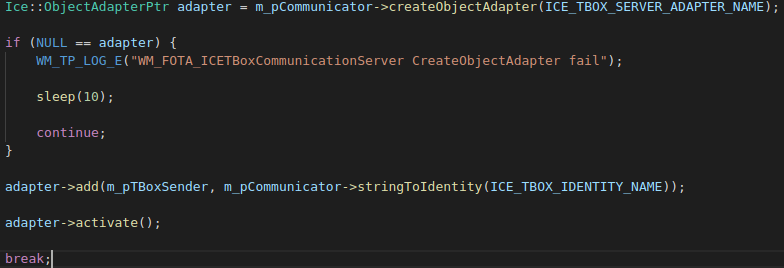 Ice::ObjectAdapterPtr adapter = m_pCommunicator->createObjectAdapter(ICE_TBOX_SERVER_ADAPTER_NAME);
if (NULL == adapter) {
WM_TP_LOG_E("WM_FOTA_ICETBoxCommunicationServer CreateObjectAdapter fail");
sleep(10);
continue;
}
adapter->add(m_pTBoxSender, m_pCommunicator->stringToIdentity(ICE_TBOX_IDENTITY_NAME));
adapter->activate();
break;